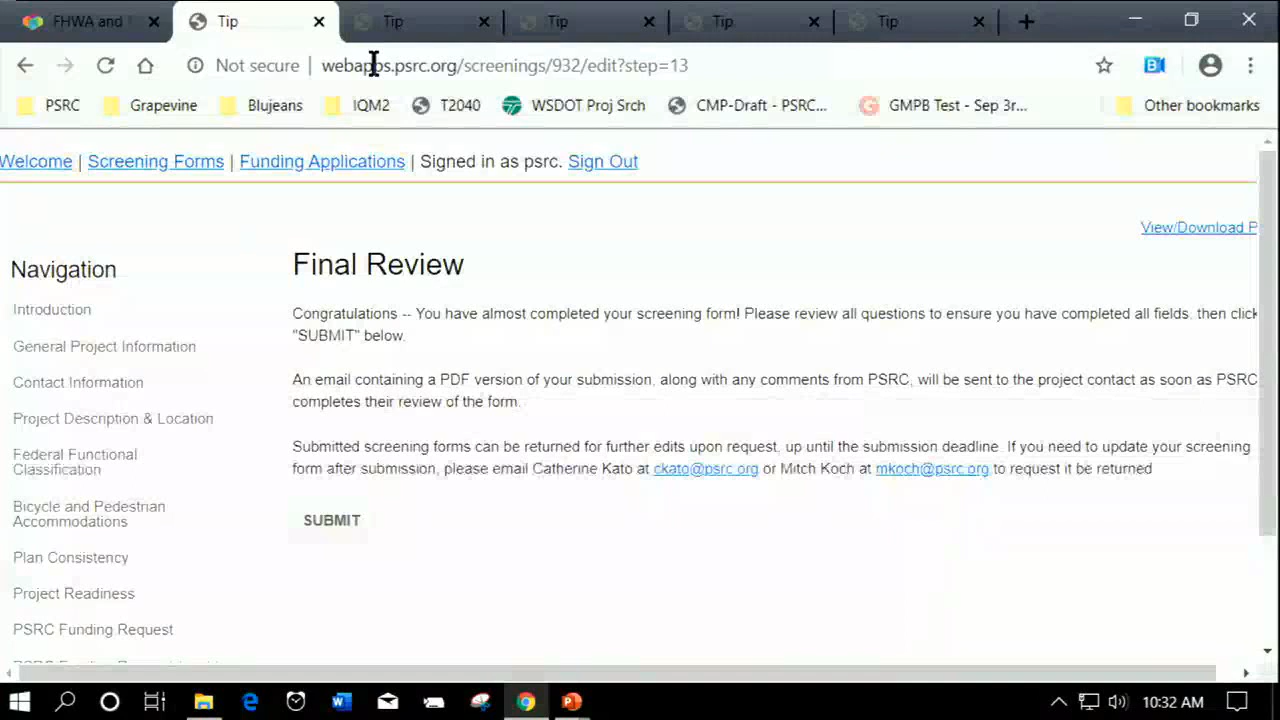 FHWA and
Tip
Tip
Tip
Tip
Tip
Not secure | webapps.psrc.org/screenings/932/edit?step=13
PSRC
Grapevine
Blujeans
IQM2
T2040
WSDOT Proj Srch
CMP-Draft - PSRC...
GMPB Test - Sep 3r...
Other bookmarks
Welcome | Screening Forms | Funding Applications | Signed in as psrc. Sign Out
View/Download P
Navigation
Introduction
General Project Information
Contact Information
Project Description & Location
Federal Functional
Classification
Bicycle and Pedestrian
Accommodations
Plan Consistency
Project Readiness
PSRC Funding Request
Final Review
Congratulations -- You have almost completed your screening form! Please review all questions to ensure you have completed all fields, then click
"SUBMIT" below.
An email containing a PDF version of your submission, along with any comments from PSRC, will be sent to the project contact as soon as PSRC
completes their review of the form.
Submitted screening forms can be returned for further edits upon request, up until the submission deadline. If you need to update your screening
form after submission, please email Catherine Kato at ckato@psrc.org or Mitch Koch at mkoch@psrc.org to request it be returned
SUBMIT
10:32 AM